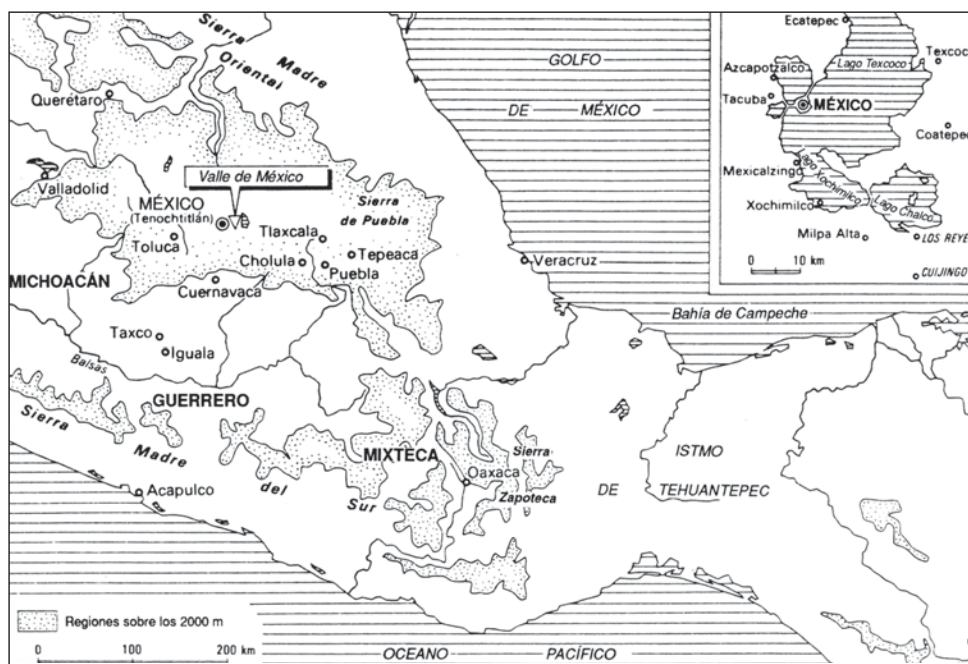 Sierra
Madre
Oriental
Querétaro
Valladolid
Valle de México
MÉXICO
(Tenochtitlán)
Toluca
Tlaxcala
Sierra
de Puebla
Cholula
Tepeaca
Puebla
MICHOACÁN
Cuernavaca
Taxco
Iguala
Balsas
GUERRERO
Sierra
Madre
del
Sur
Acapulco
MIXTECA
Oaxaca
Sierra
Zapoteca
GOLFO
DE MÉXICO
Veracruz
Bahía de Campeche
ISTMO
DE TEHUANTEPEC
OCEANO PACÍFICO
Regiones sobre los 2000 m
0 100 200 km
Ecatepec
Texcoco
Lago Texcoco
Azcapotzalco
Tacuba
MÉXICO
Coatepec
Mexicalzingo
Lago Xochimilco
Xochimilco
Lago Chalco
Milpa Alta
LOS REYE
CUIJINGO
0 10 km